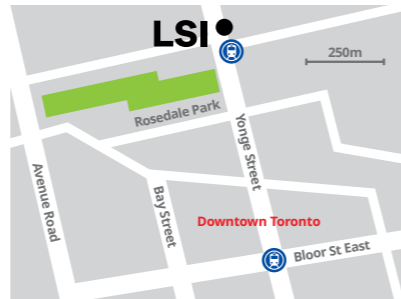 LSI
250m
Rosedale Park
Yonge Street
Avenue Road
Bay Street
Downtown Toronto
Bloor St East